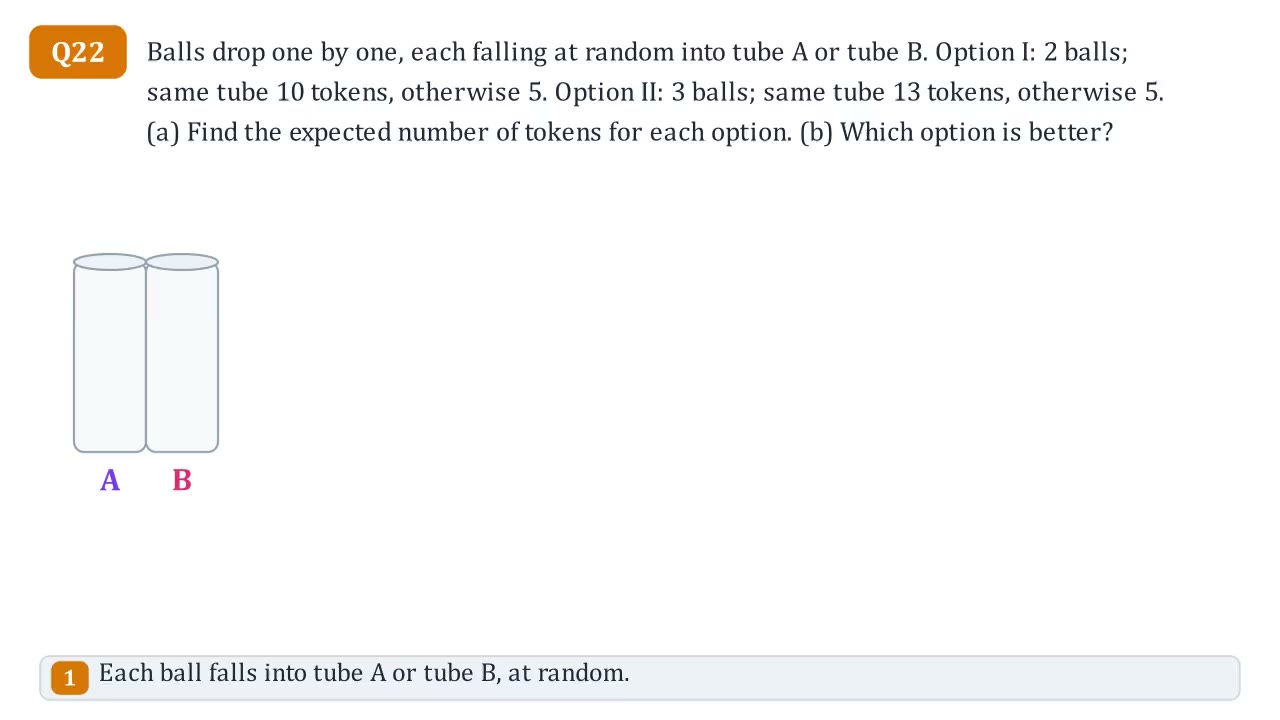 Q22
Balls drop one by one, each falling at random into tube A or tube B. Option I: 2 balls;
same tube 10 tokens, otherwise 5. Option II: 3 balls; same tube 13 tokens, otherwise 5.
(a) Find the expected number of tokens for each option. (b) Which option is better?
A B
1 Each ball falls into tube A or tube B, at random.